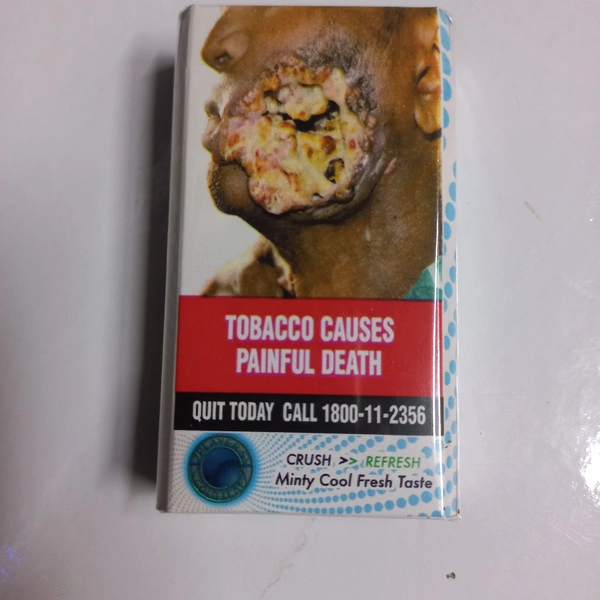 TOBACCO CAUSES
PAINFUL DEATH
QUIT TODAY CALL 1800-11-2356
CRUSH >> REFRESH
Minty Cool Fresh Taste